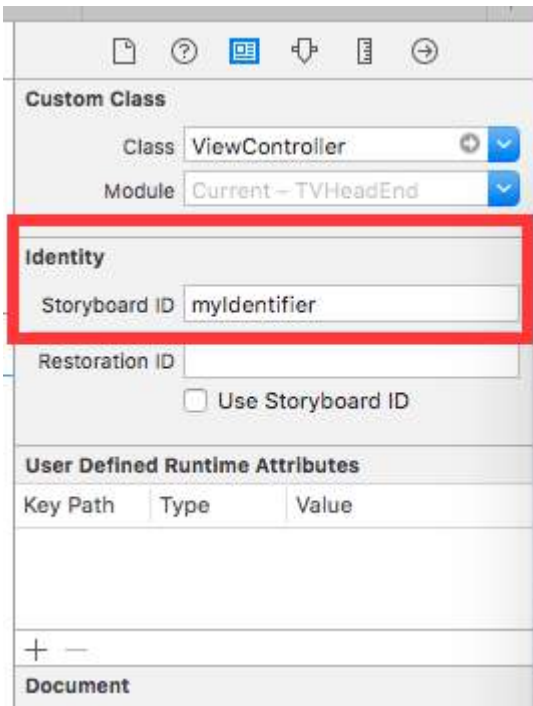 Custom Class
Class ViewController
Module Current – TVHeadEnd
Identity
Storyboard ID myIdentifier
Restoration ID
Use Storyboard ID
User Defined Runtime Attributes
Key Path Type Value
Document